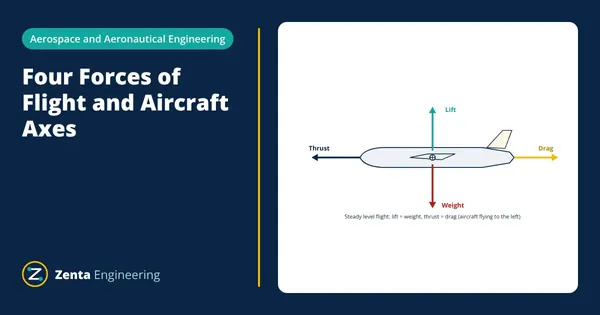 Aerospace and Aeronautical Engineering
Four Forces of
Flight and Aircraft
Axes
Zenta Engineering
Lift
Thrust
Drag
Weight
Steady level flight: lift = weight, thrust = drag (aircraft flying to the left)